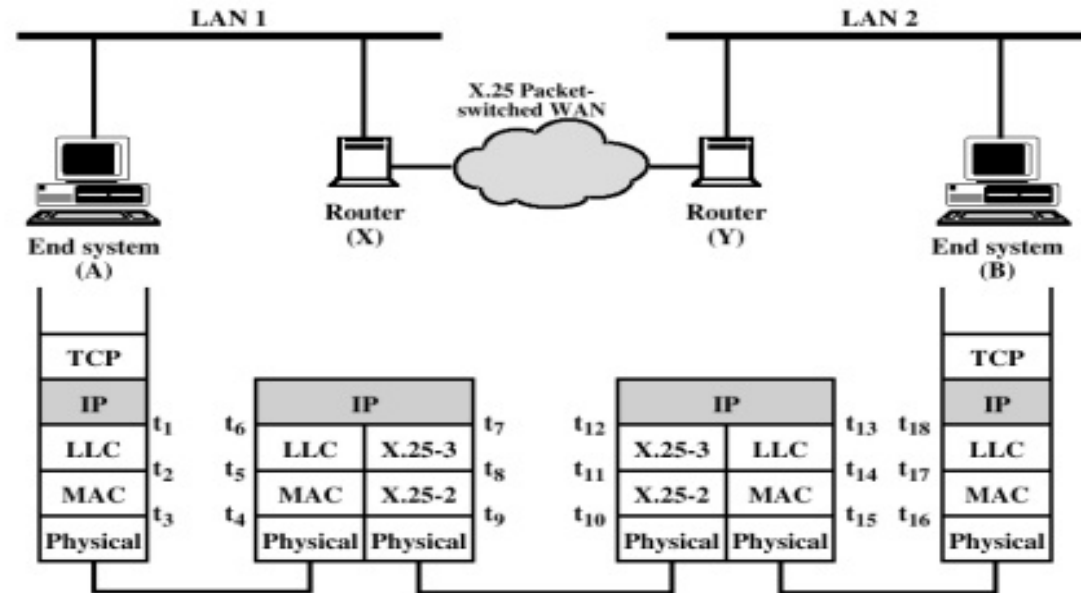 LAN 1
LAN 2
X.25 Packet-
switched WAN
Router
(X)
Router
(Y)
End system
(A)
End system
(B)
TCP
TCP
IP
IP
IP
IP
t1
t6
t7
t12
t13
t18
LLC
LLC
X.25-3
X.25-3
LLC
LLC
t2
t5
t8
t11
t14
t17
MAC
MAC
X.25-2
X.25-2
MAC
MAC
t3
t4
t9
t10
t15
t16
Physical
Physical
Physical
Physical
Physical
Physical